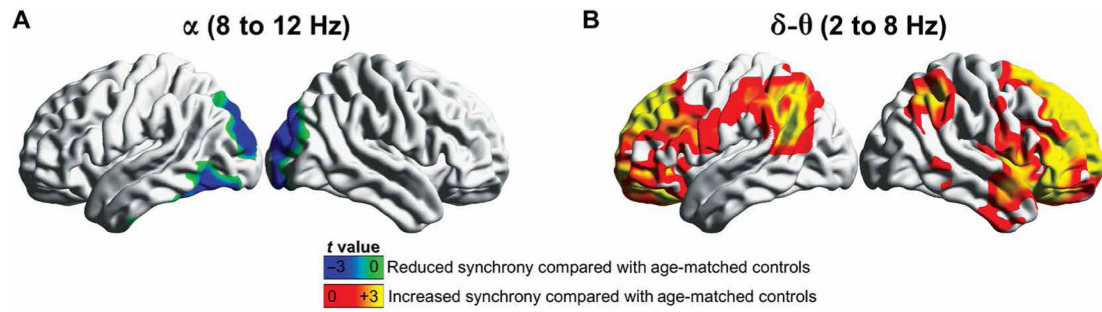 A
α (8 to 12 Hz)
B
δ-θ (2 to 8 Hz)
t value
–3 0 Reduced synchrony compared with age-matched controls
0 +3 Increased synchrony compared with age-matched controls